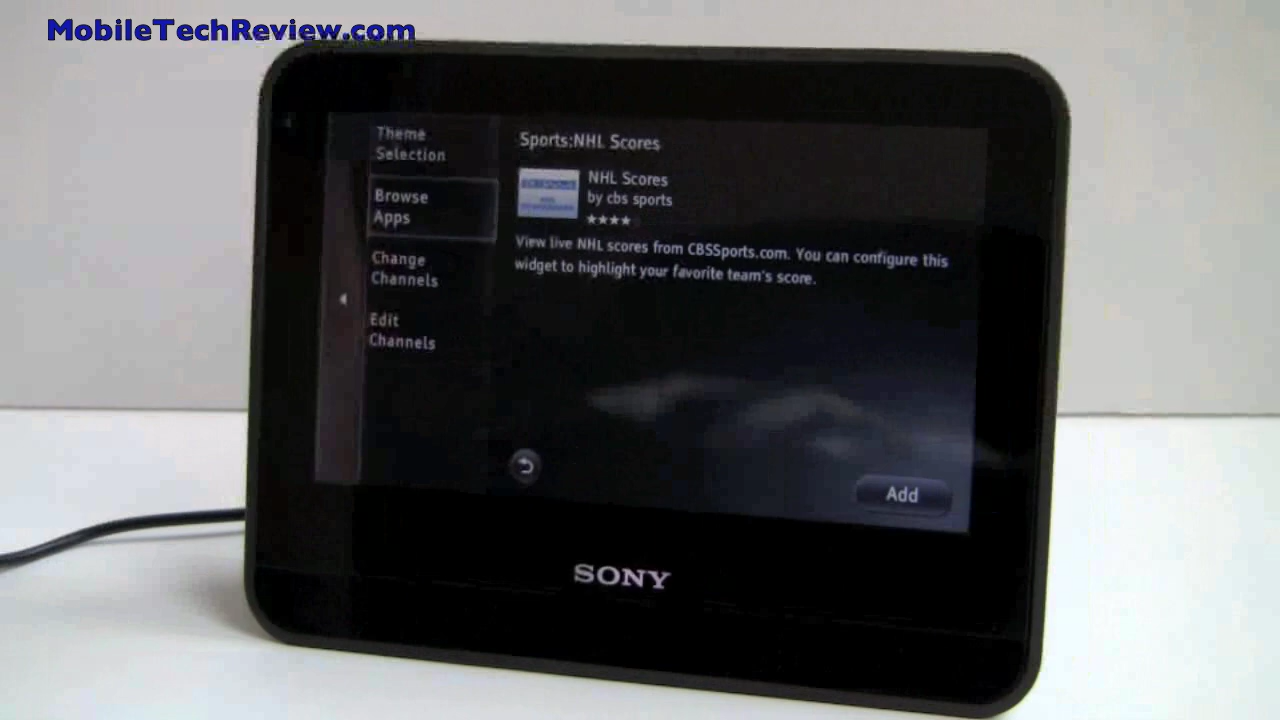 MobileTechReview.com
Theme
Selection
Browse
Apps
Change
Channels
Edit
Channels
Sports:NHL Scores
NHL Scores
by cbs sports
View live NHL scores from CBSSports.com. You can configure this
widget to highlight your favorite team's score.
Add
SONY